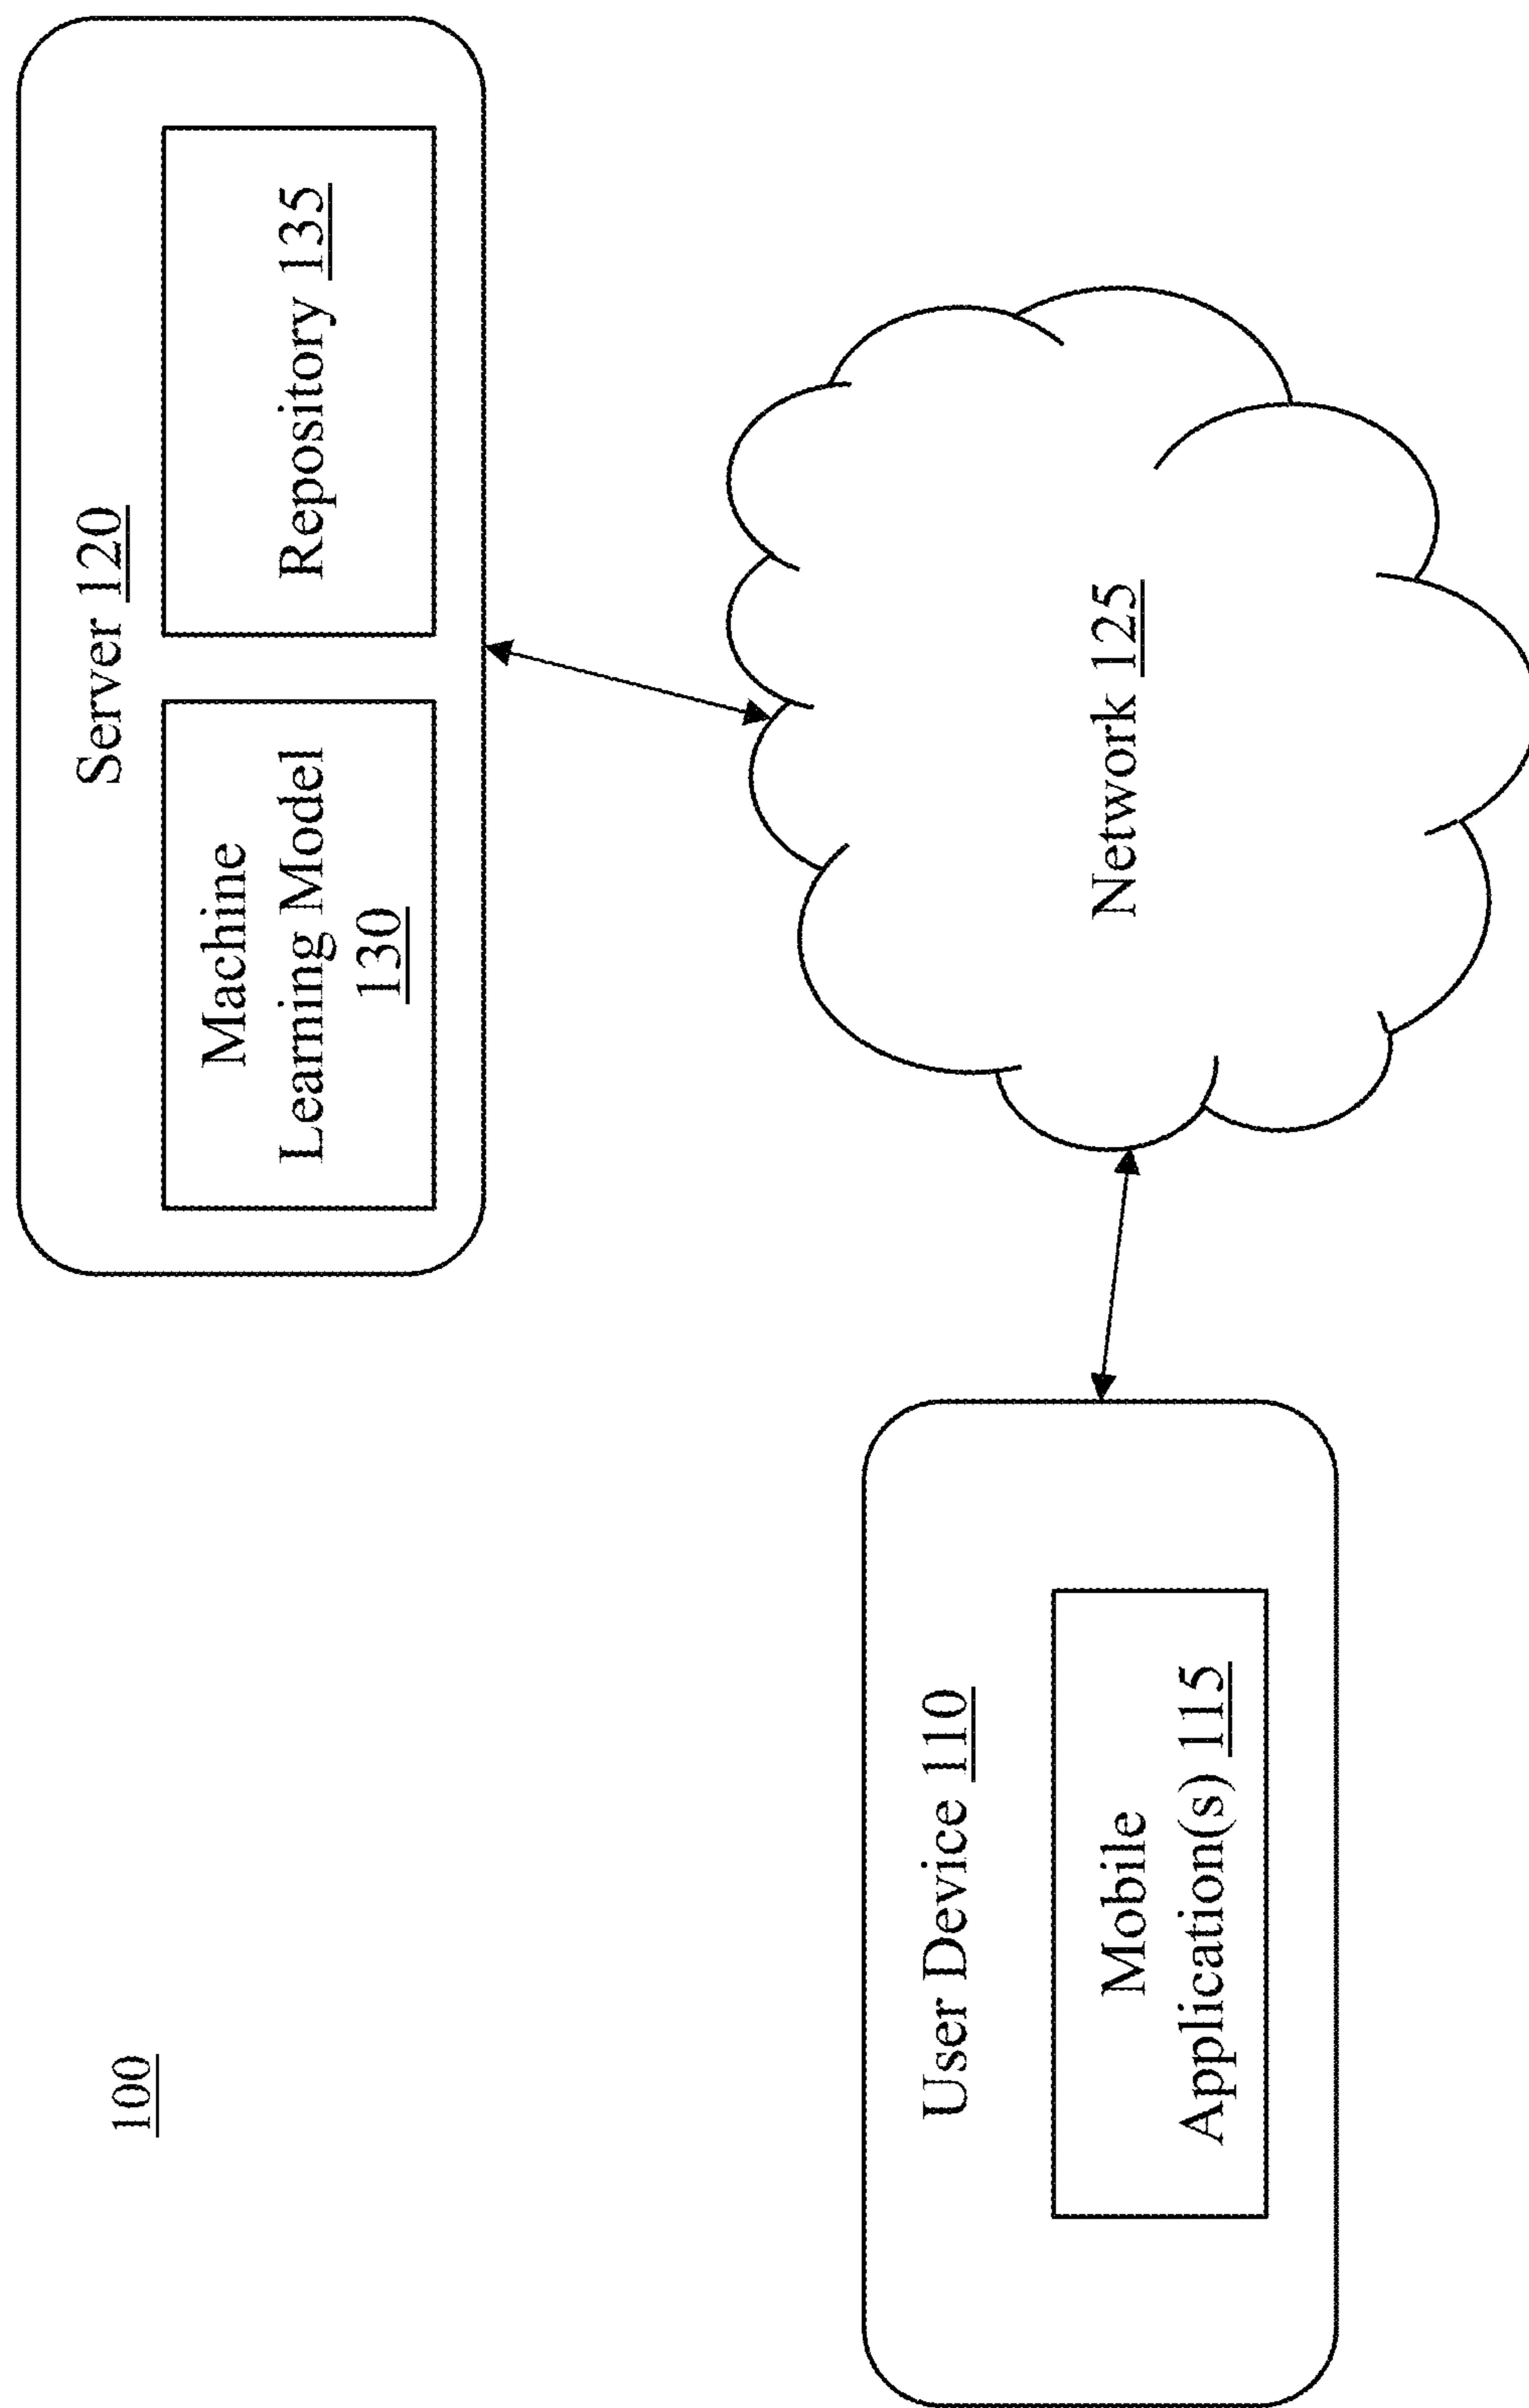 100
Server 120
Machine
Learning Model
130
Repository 135
User Device 110
Mobile
Application(s) 115
Network 125